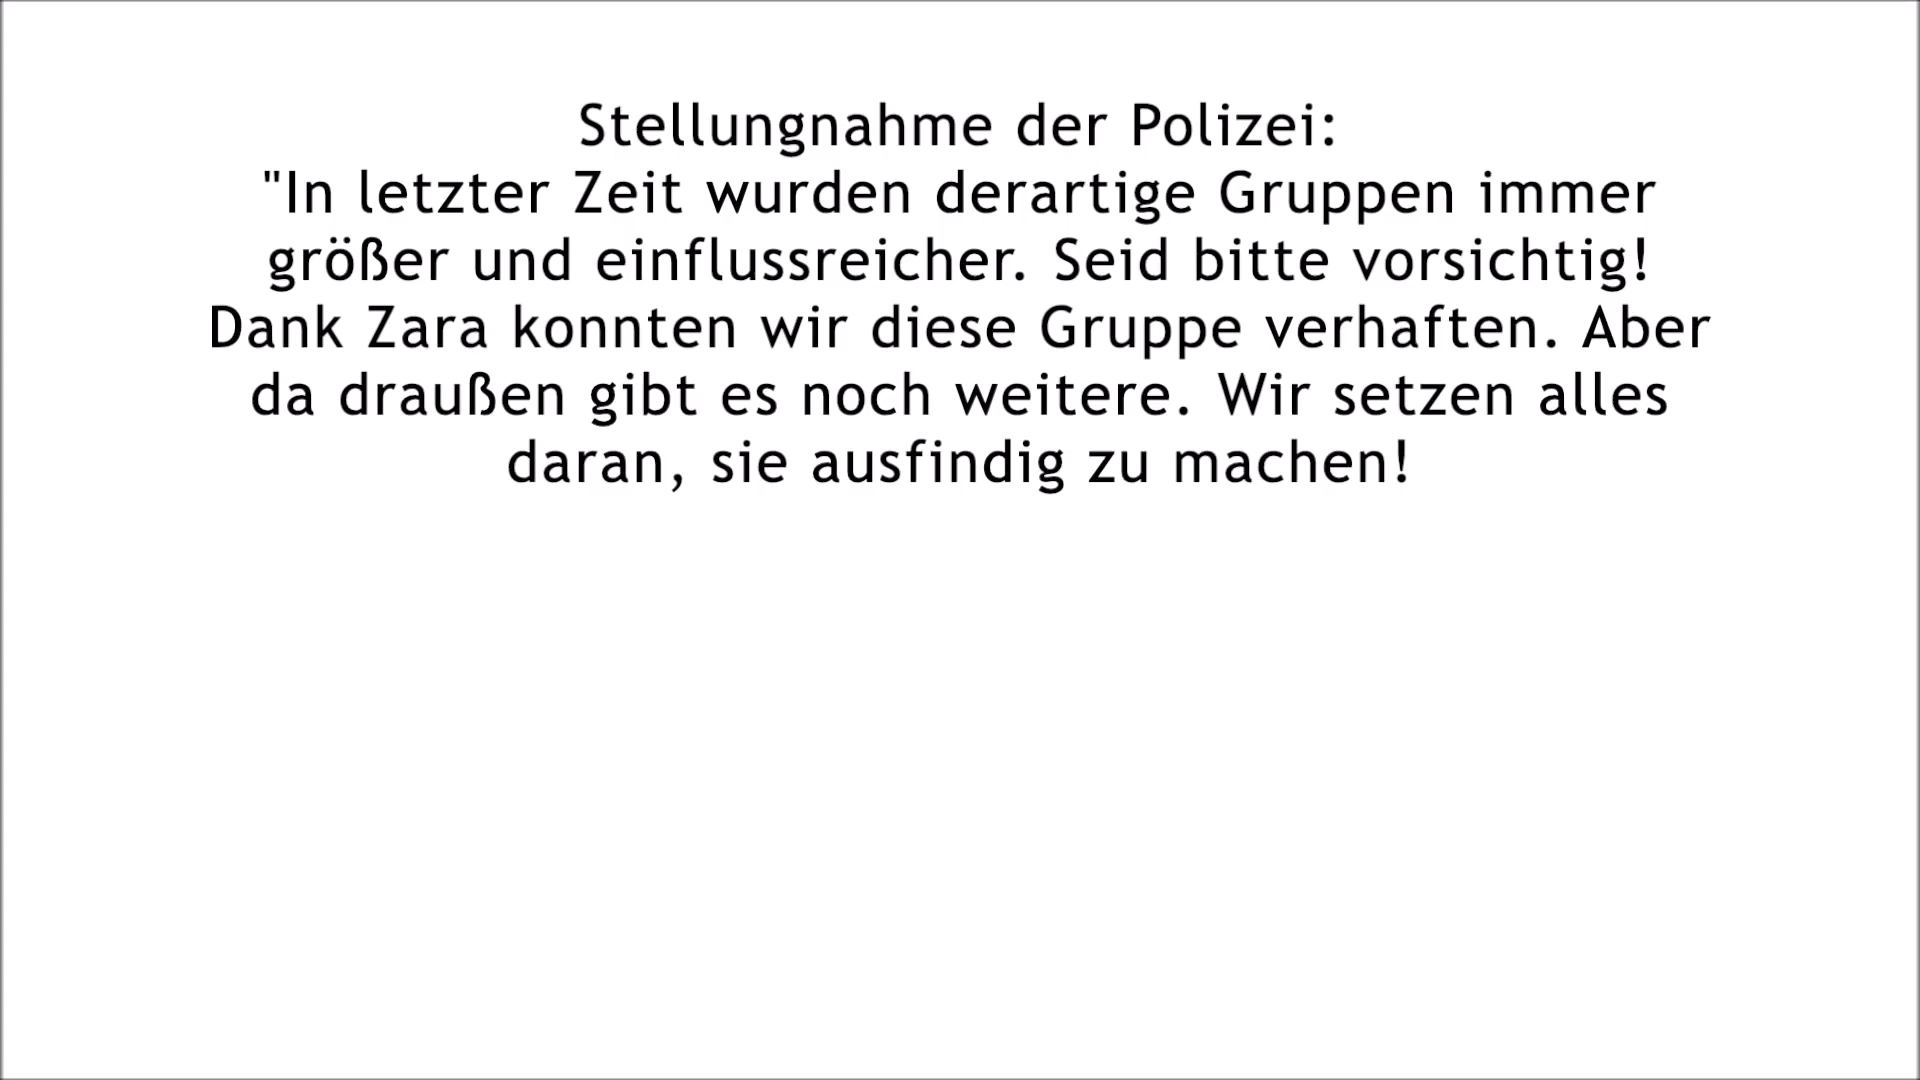 Stellungnahme der Polizei:
"In letzter Zeit wurden derartige Gruppen immer
größer und einflussreicher. Seid bitte vorsichtig!
Dank Zara konnten wir diese Gruppe verhaften. Aber
da draußen gibt es noch weitere. Wir setzen alles
daran, sie ausfindig zu machen!